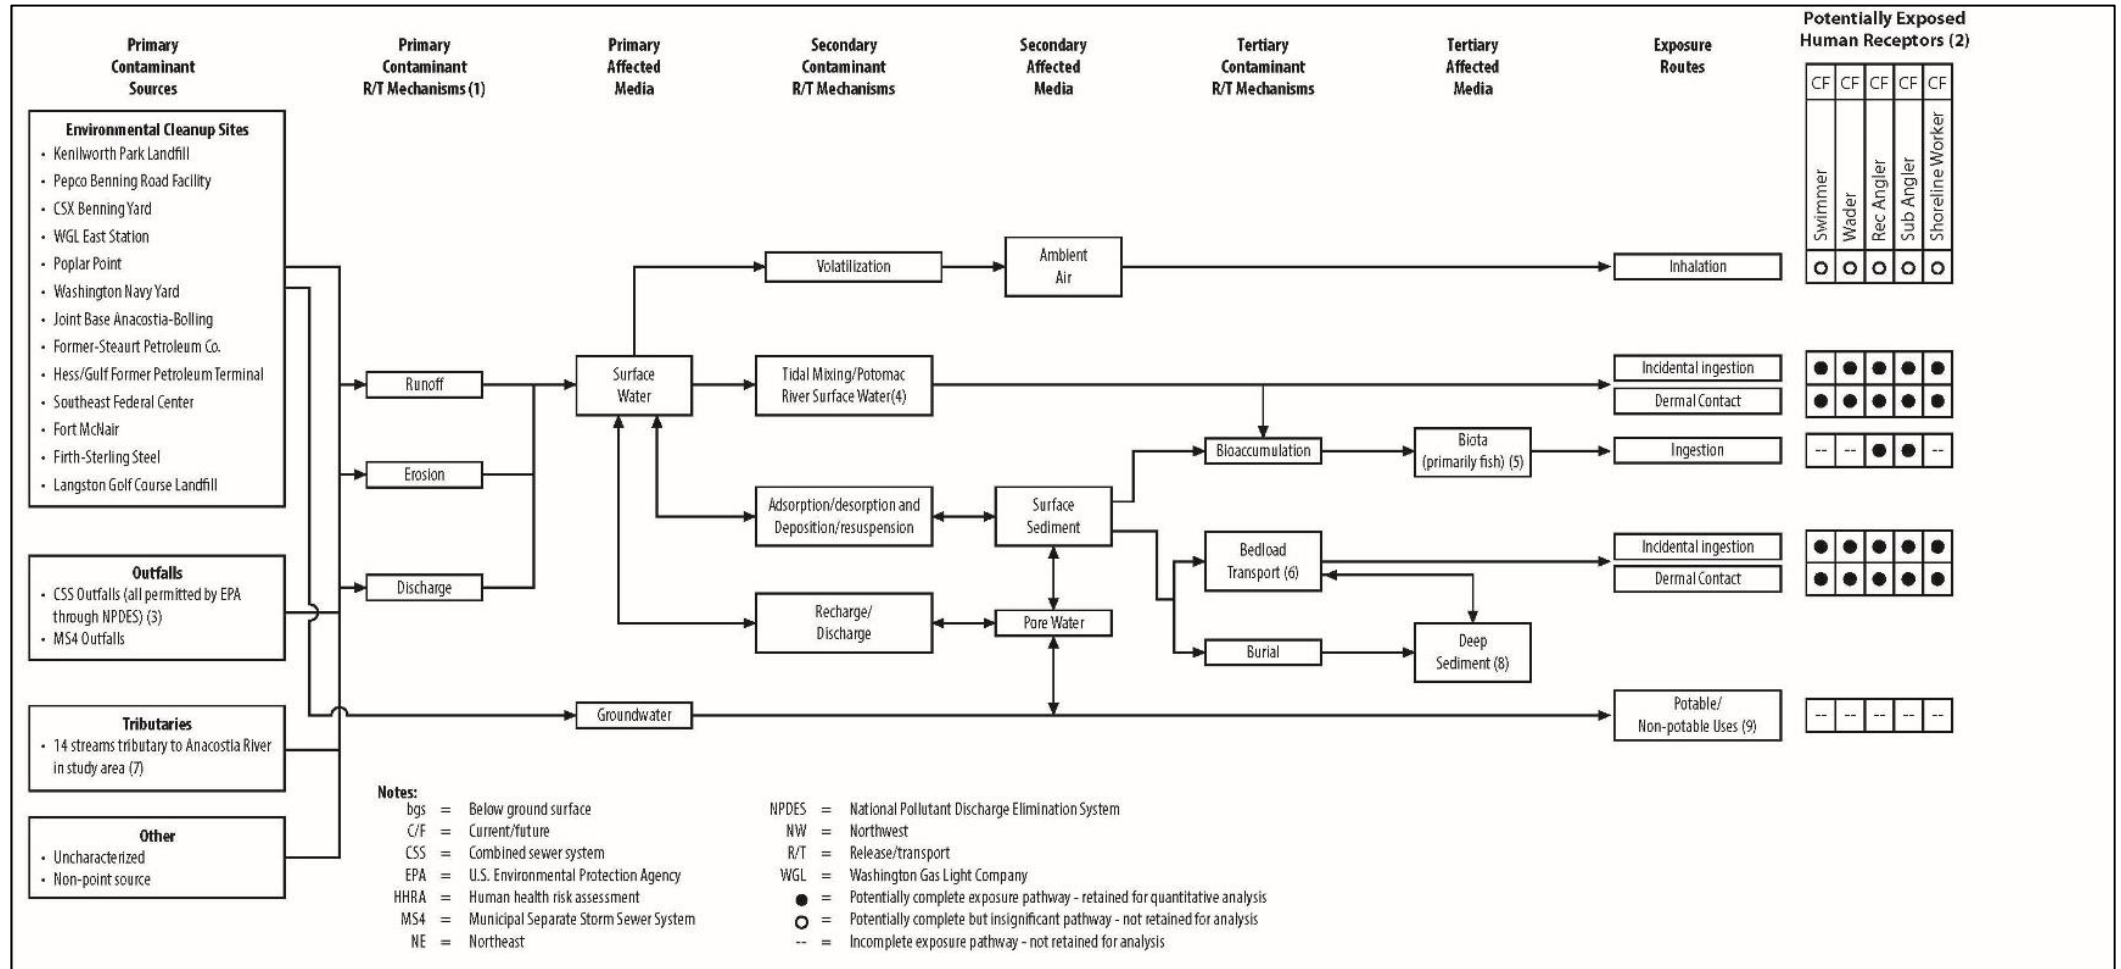 Primary
Contaminant
Sources
Primary
Contaminant
R/T Mechanisms (1)
Primary
Affected
Media
Secondary
Contaminant
R/T Mechanisms
Secondary
Affected
Media
Tertiary
Contaminant
R/T Mechanisms
Tertiary
Affected
Media
Exposure
Routes
Potentially Exposed
Human Receptors (2)
CF CF CF CF CF
Swimmer
Wader
Rec Angler
Sub Angler
Shoreline Worker
Environmental Cleanup Sites
• Kenilworth Park Landfill
• Pepco Benning Road Facility
• CSX Benning Yard
• WGL East Station
• Poplar Point
• Washington Navy Yard
• Joint Base Anacostia-Bolling
• Former-Steaurt Petroleum Co.
• Hess/Gulf Former Petroleum Terminal
• Southeast Federal Center
• Fort McNair
• Firth-Sterling Steel
• Langston Golf Course Landfill
Outfalls
• CSS Outfalls (all permitted by EPA
through NPDES) (3)
• MS4 Outfalls
Tributaries
• 14 streams tributary to Anacostia River
in study area (7)
Other
• Uncharacterized
• Non-point source
Runoff
Erosion
Discharge
Surface
Water
Groundwater
Volatilization
Tidal Mixing/Potomac
River Surface Water(4)
Adsorption/desorption and
Deposition/resuspension
Recharge/
Discharge
Ambient
Air
Surface
Sediment
Pore Water
Bioaccumulation
Bedload
Transport (6)
Burial
Biota
(primarily fish) (5)
Deep
Sediment (8)
Inhalation
Incidental ingestion
Dermal Contact
Ingestion
-- -- --
Incidental ingestion
Dermal Contact
Potable/
Non-potable Uses (9)
-- -- -- -- --
Notes:
bgs = Below ground surface
C/F = Current/future
CSS = Combined sewer system
EPA = U.S. Environmental Protection Agency
HHRA = Human health risk assessment
MS4 = Municipal Separate Storm Sewer System
NE = Northeast
NPDES = National Pollutant Discharge Elimination System
NW = Northwest
R/T = Release/transport
WGL = Washington Gas Light Company
● = Potentially complete exposure pathway - retained for quantitative analysis
○ = Potentially complete but insignificant pathway - not retained for analysis
-- = Incomplete exposure pathway - not retained for analysis